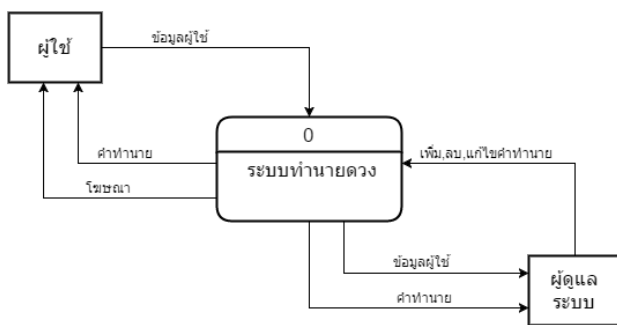 ผู้ใช้
ข้อมูลผู้ใช้
0
ระบบทำนายดวง
คำทำนาย
โฆษณา
เพิ่ม,ลบ,แก้ไขคำทำนาย
ข้อมูลผู้ใช้
คำทำนาย
ผู้ดูแล
ระบบ